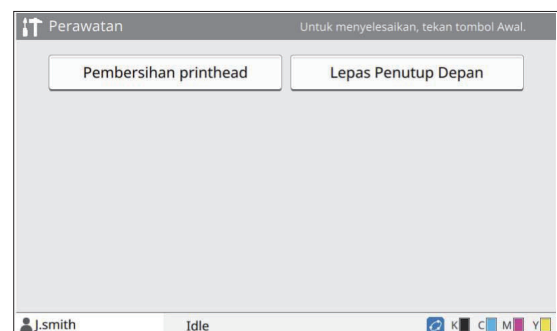 Perawatan Untuk menyelesaikan, tekan tombol Awal.
Pembersihan printhead Lepas Penutup Depan
J.smith Idle K C M Y